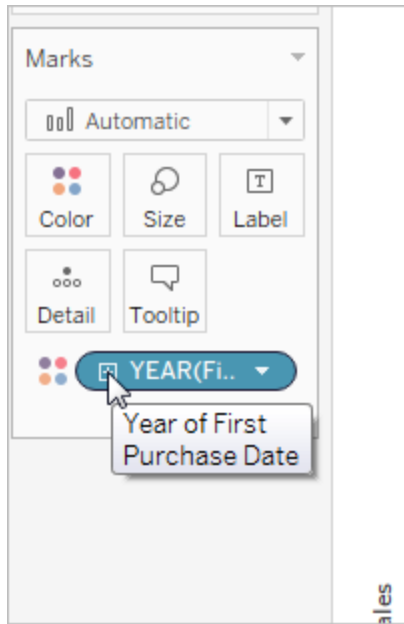 Marks
Automatic
Color Size Label
T
Detail Tooltip
YEAR(Fi..
Year of First
Purchase Date
ales